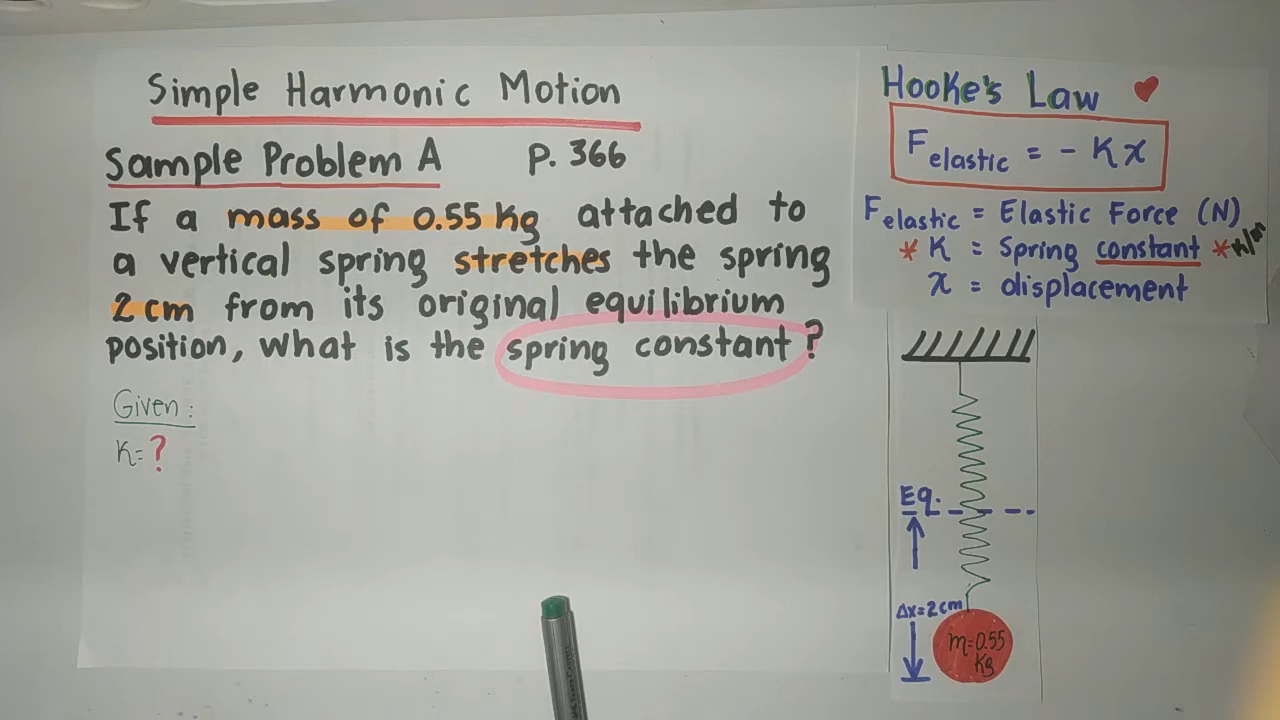 Simple Harmonic Motion
Sample Problem A P. 366
If a mass of 0.55 Kg attached to
a vertical spring stretches the spring
2 cm from its original equilibrium
position, what is the spring constant?
Given:
K=?
Hooke's Law
Felastic = - Kx
Felastic = Elastic Force (N)
* K = Spring constant * N/m
x = displacement
Eq.
Δx=2cm
m=0.55
Kg